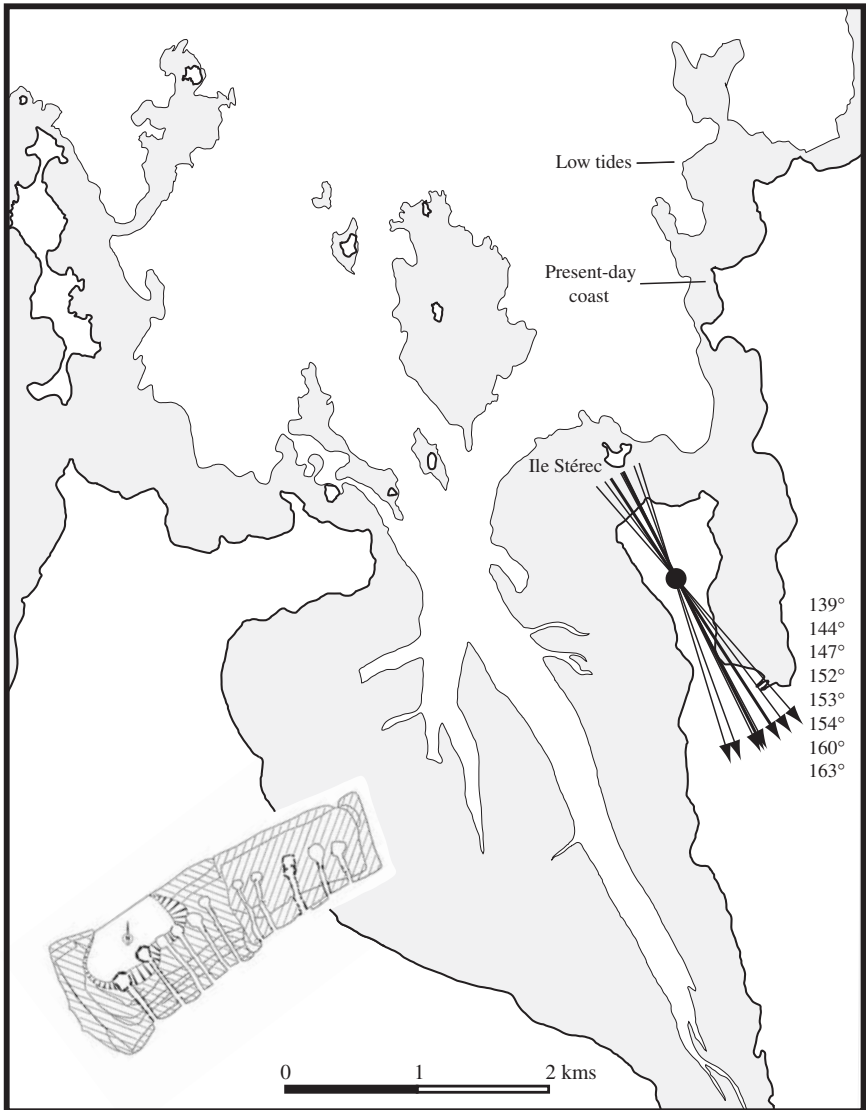 Low tides
Present-day
coast
Ile Stérec
139°
144°
147°
152°
153°
154°
160°
163°
0 1 2 kms